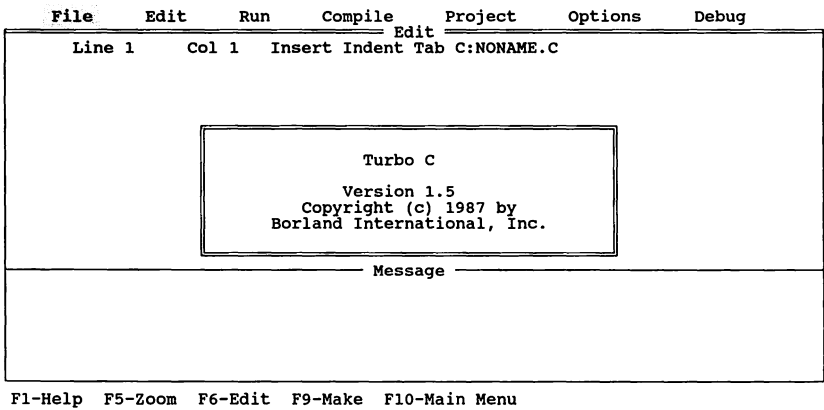 File Edit Run Compile Project Options Debug
Edit
Line 1 Col 1 Insert Indent Tab C:NONAME.C
Turbo C
Version 1.5
Copyright (c) 1987 by
Borland International, Inc.
Message
F1-Help F5-Zoom F6-Edit F9-Make F10-Main Menu